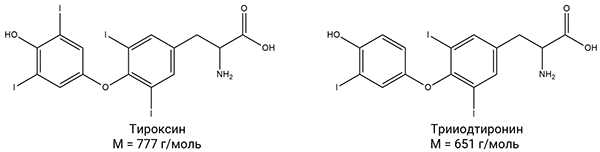 I
I
O
HO
OH
I
NH₂
O
I
Тироксин
М = 777 г/моль
O
I
HO
OH
NH₂
I
O
I
Трииодтиронин
М = 651 г/моль